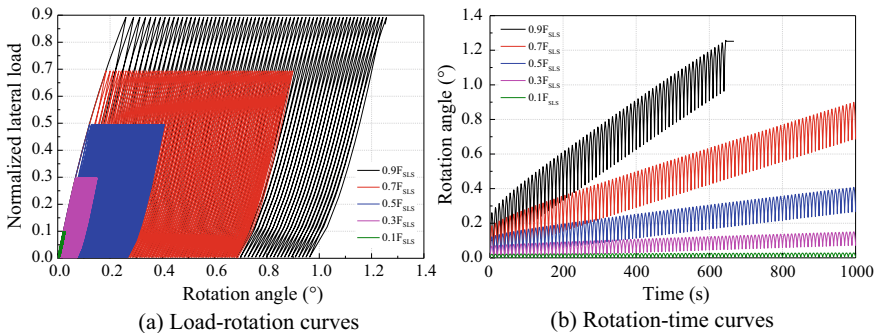 0.9
0.8
0.7
0.6
0.5
0.4
0.3
0.2
0.1
0.0
Normalized lateral load
0.9F_SLS
0.7F_SLS
0.5F_SLS
0.3F_SLS
0.1F_SLS
0.0 0.2 0.4 0.6 0.8 1.0 1.2 1.4
Rotation angle (°)
(a) Load-rotation curves
1.4
1.2
1.0
0.8
0.6
0.4
0.2
0.0
Rotation angle (°)
0.9F_SLS
0.7F_SLS
0.5F_SLS
0.3F_SLS
0.1F_SLS
0 200 400 600 800 1000
Time (s)
(b) Rotation-time curves